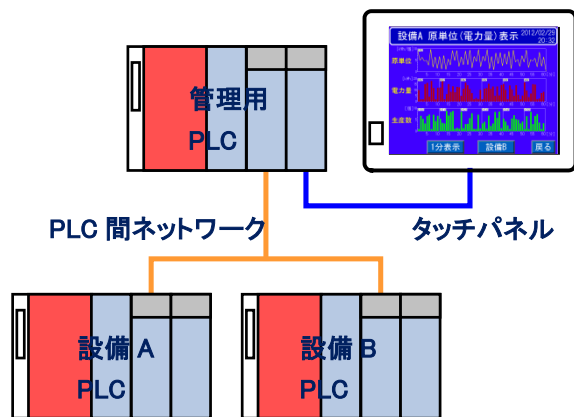 設備A 原単位(電力量)表示
2012/02/29
20:32
原単位
電力量
生産数
1分表示
設備B
戻る
管理用
PLC
PLC 間ネットワーク
タッチパネル
設備 A
PLC
設備 B
PLC